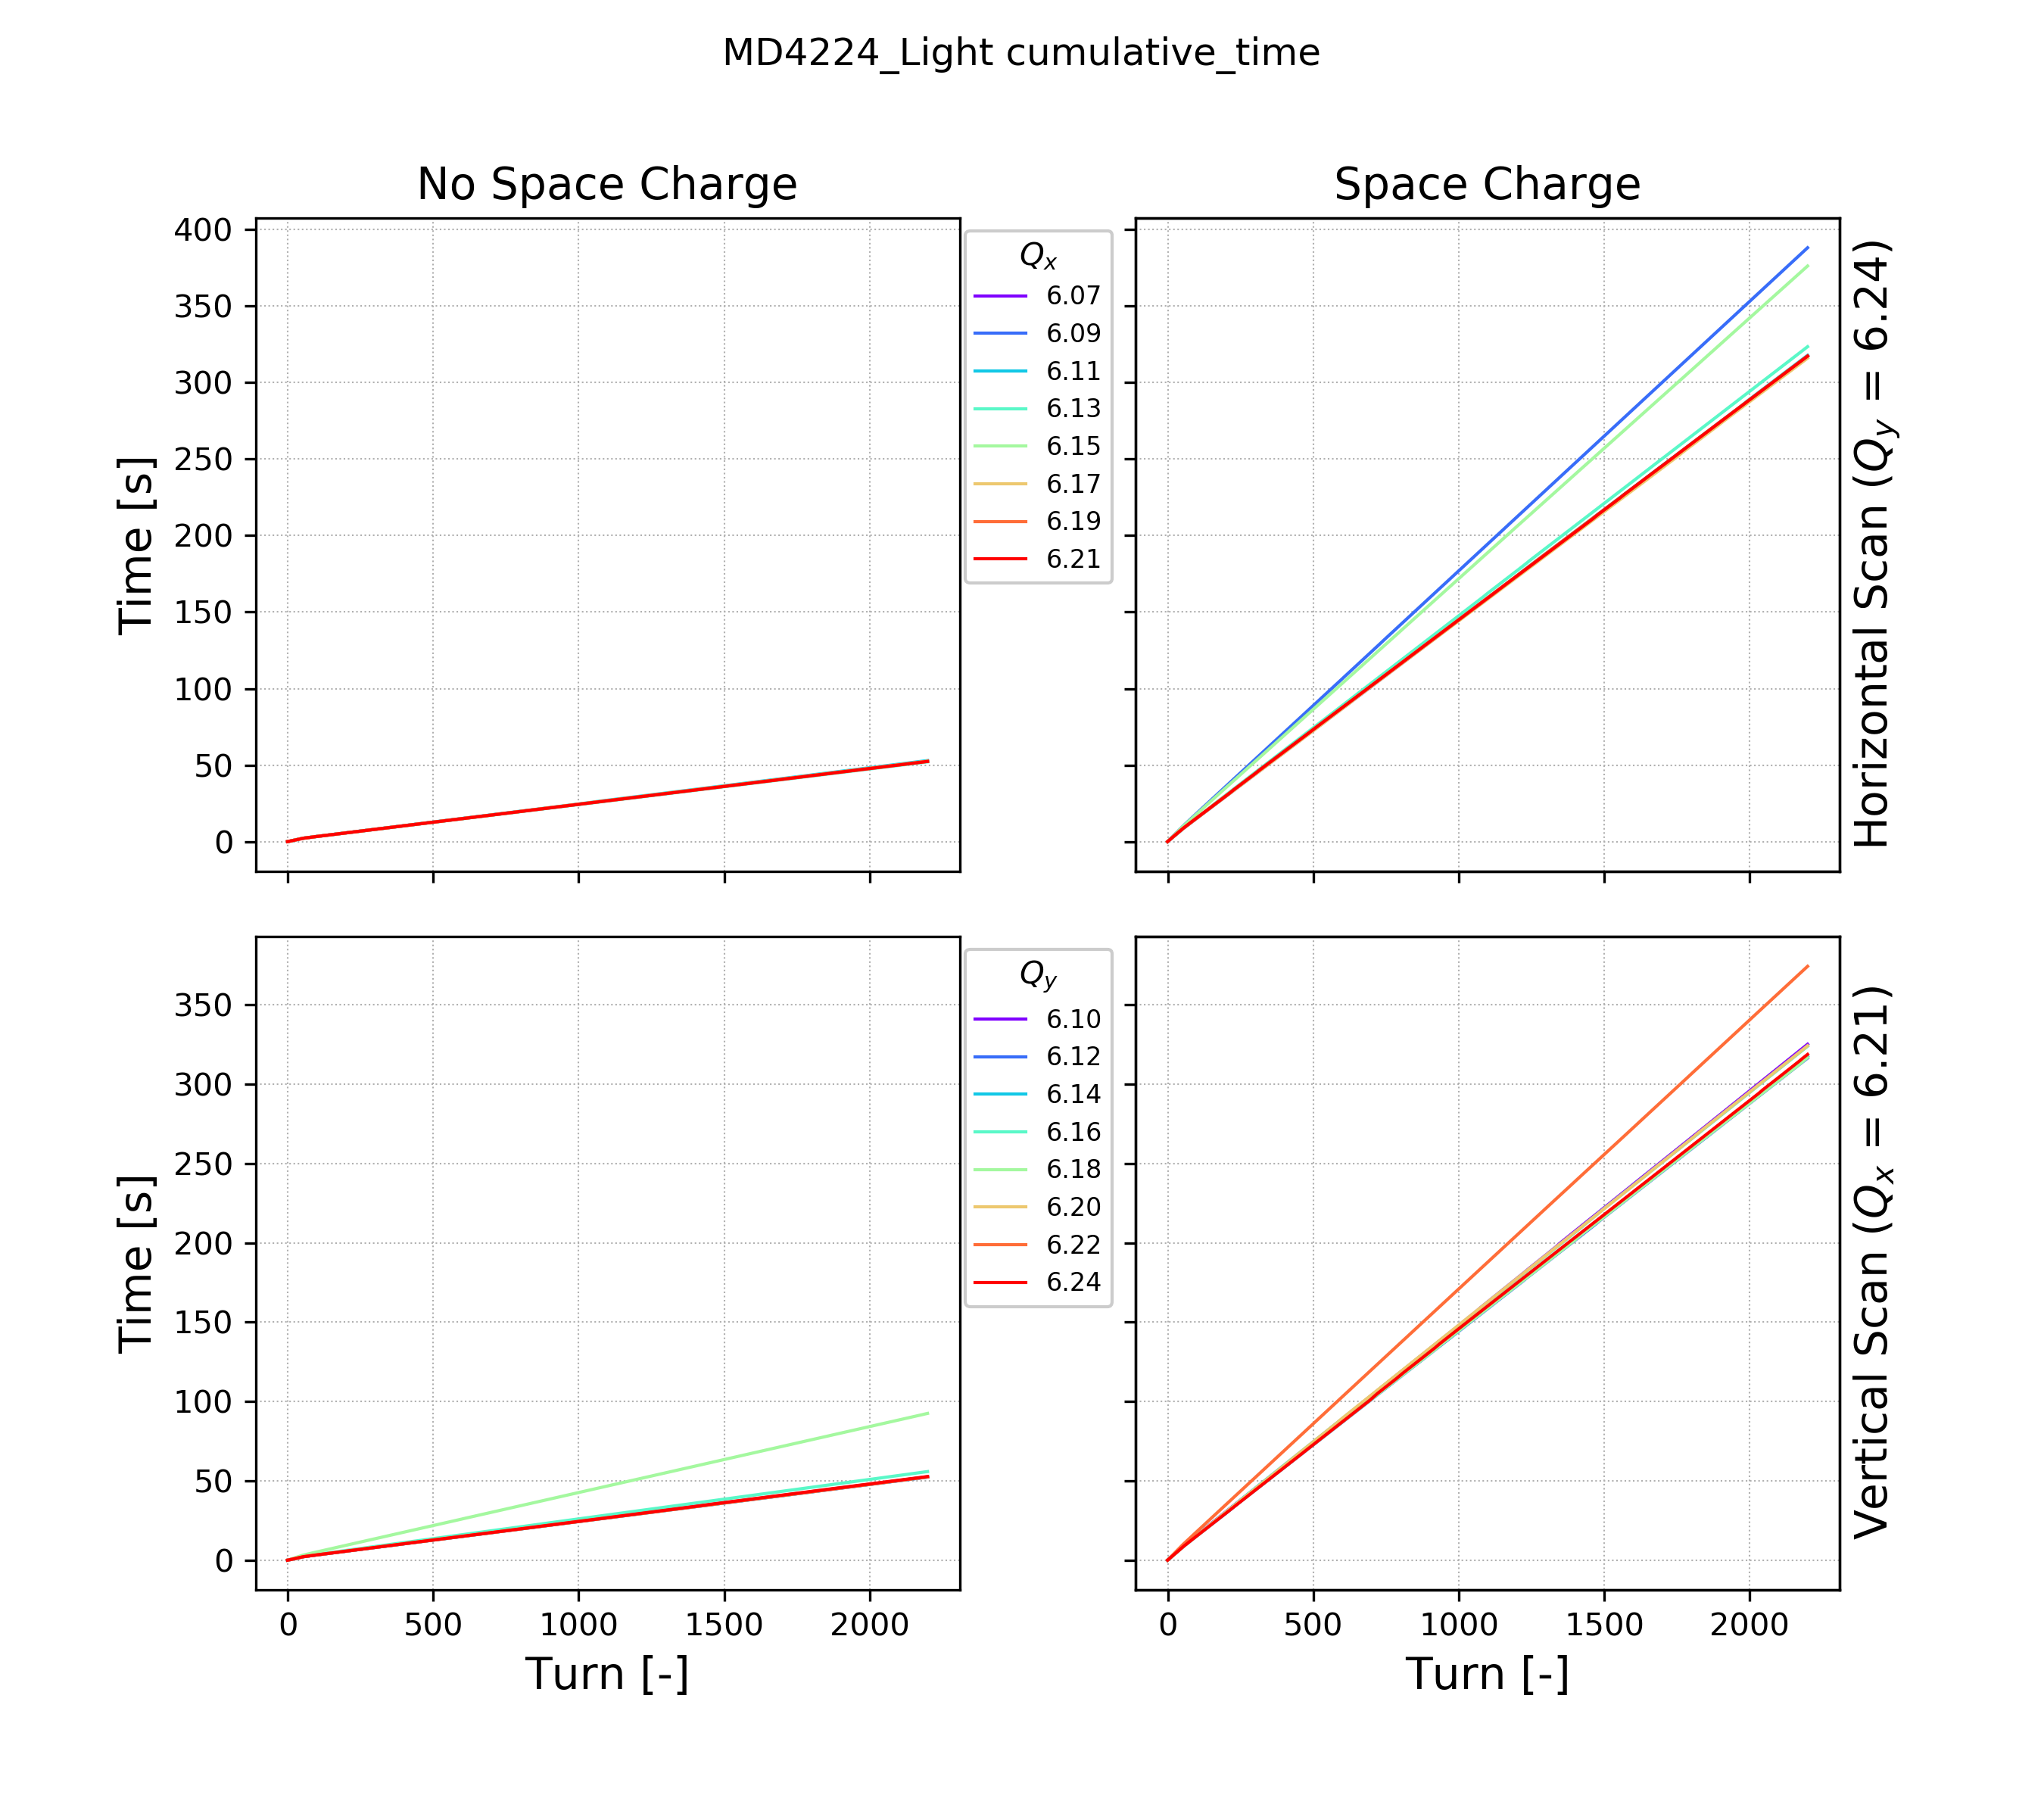 MD4224_Light cumulative_time
No Space Charge
Space Charge
400
350
300
250
200
150
100
50
0
Time [s]
Qx
6.07
6.09
6.11
6.13
6.15
6.17
6.19
6.21
Horizontal Scan (Qy = 6.24)
350
300
250
200
150
100
50
0
Time [s]
0 500 1000 1500 2000
Turn [-]
Qy
6.10
6.12
6.14
6.16
6.18
6.20
6.22
6.24
0 500 1000 1500 2000
Turn [-]
Vertical Scan (Qx = 6.21)